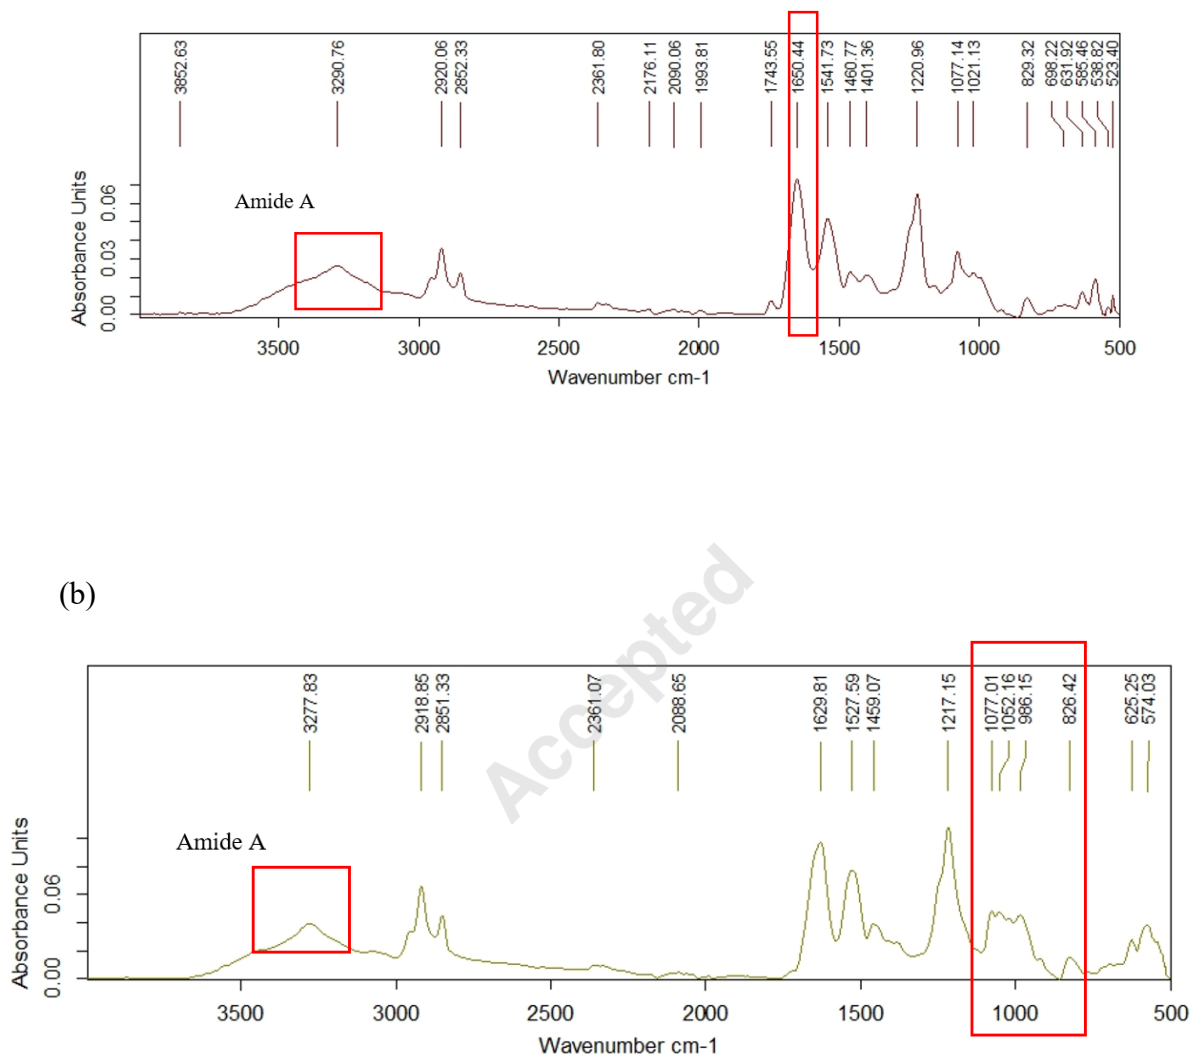 3852.63 3290.76 2920.06 2852.33 2361.80 2176.11 2090.06 1993.81 1743.55 1650.44 1541.73 1460.77 1401.36 1220.96 1077.14 1021.13 829.32 698.22 631.92 585.46 538.82 523.40
Amide A
Absorbance Units
0.06
0.03
0.00
3500 3000 2500 2000 1500 1000 500
Wavenumber cm-1
(b)
Accepted
3277.83 2918.85 2851.33 2361.07 2088.65 1629.81 1527.59 1459.07 1217.15 1077.01 1052.16 986.15 826.42 625.25 574.03
Amide A
Absorbance Units
0.06
0.00
3500 3000 2500 2000 1500 1000 500
Wavenumber cm-1